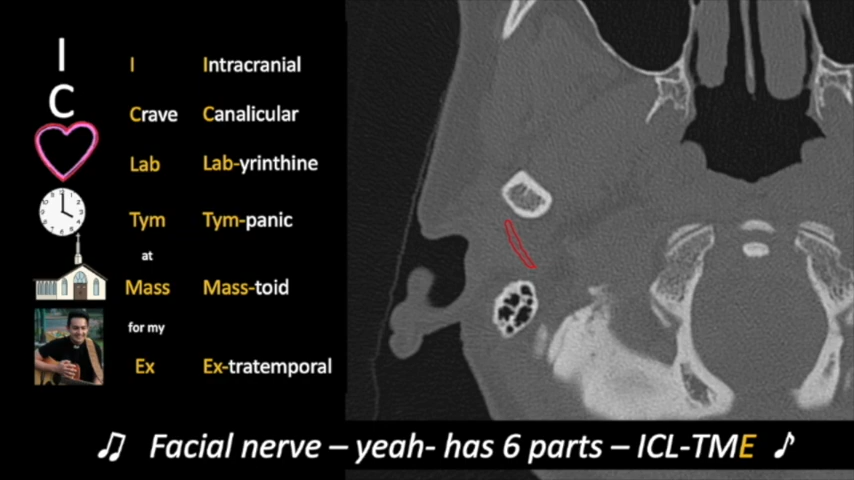 I
C
I Intracranial
Crave Canalicular
Lab Lab-yrinthine
Tym Tym-panic
at
Mass Mass-toid
for my
Ex Ex-tratemporal
♫ Facial nerve – yeah- has 6 parts – ICL-TME ♪